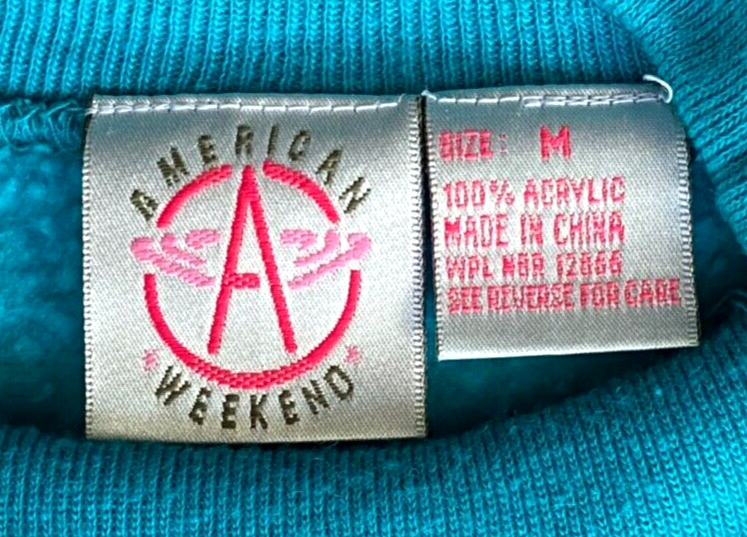 AMERICAN
A
WEEKEND
SIZE: M
100% ACRYLIC
MADE IN CHINA
WPL NBR 12866
SEE REVERSE FOR CARE